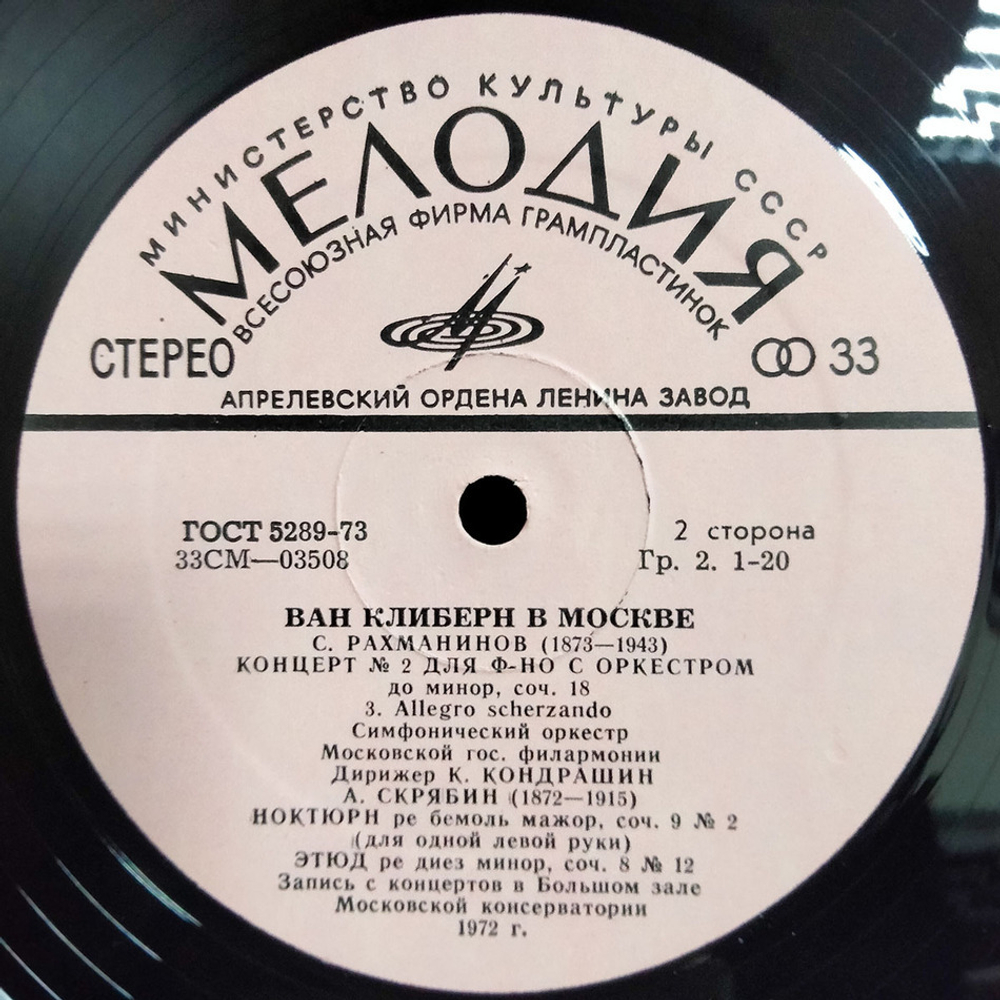 МИНИСТЕРСТВО КУЛЬТУРЫ СССР
МЕЛОДИЯ
ВСЕСОЮЗНАЯ ФИРМА ГРАМПЛАСТИНОК
СТЕРЕО
33
АПРЕЛЕВСКИЙ ОРДЕНА ЛЕНИНА ЗАВОД
ГОСТ 5289-73
2 сторона
33СМ—03508
Гр. 2. 1-20
ВАН КЛИБЕРН В МОСКВЕ
С. РАХМАНИНОВ (1873—1943)
КОНЦЕРТ № 2 ДЛЯ Ф-НО С ОРКЕСТРОМ
до минор, соч. 18
3. Allegro scherzando
Симфонический оркестр
Московской гос. филармонии
Дирижер К. КОНДРАШИН
А. СКРЯБИН (1872—1915)
НОКТЮРН ре бемоль мажор, соч. 9 № 2
(для одной левой руки)
ЭТЮД ре диез минор, соч. 8 № 12
Запись с концертов в Большом зале
Московской консерватории
1972 г.